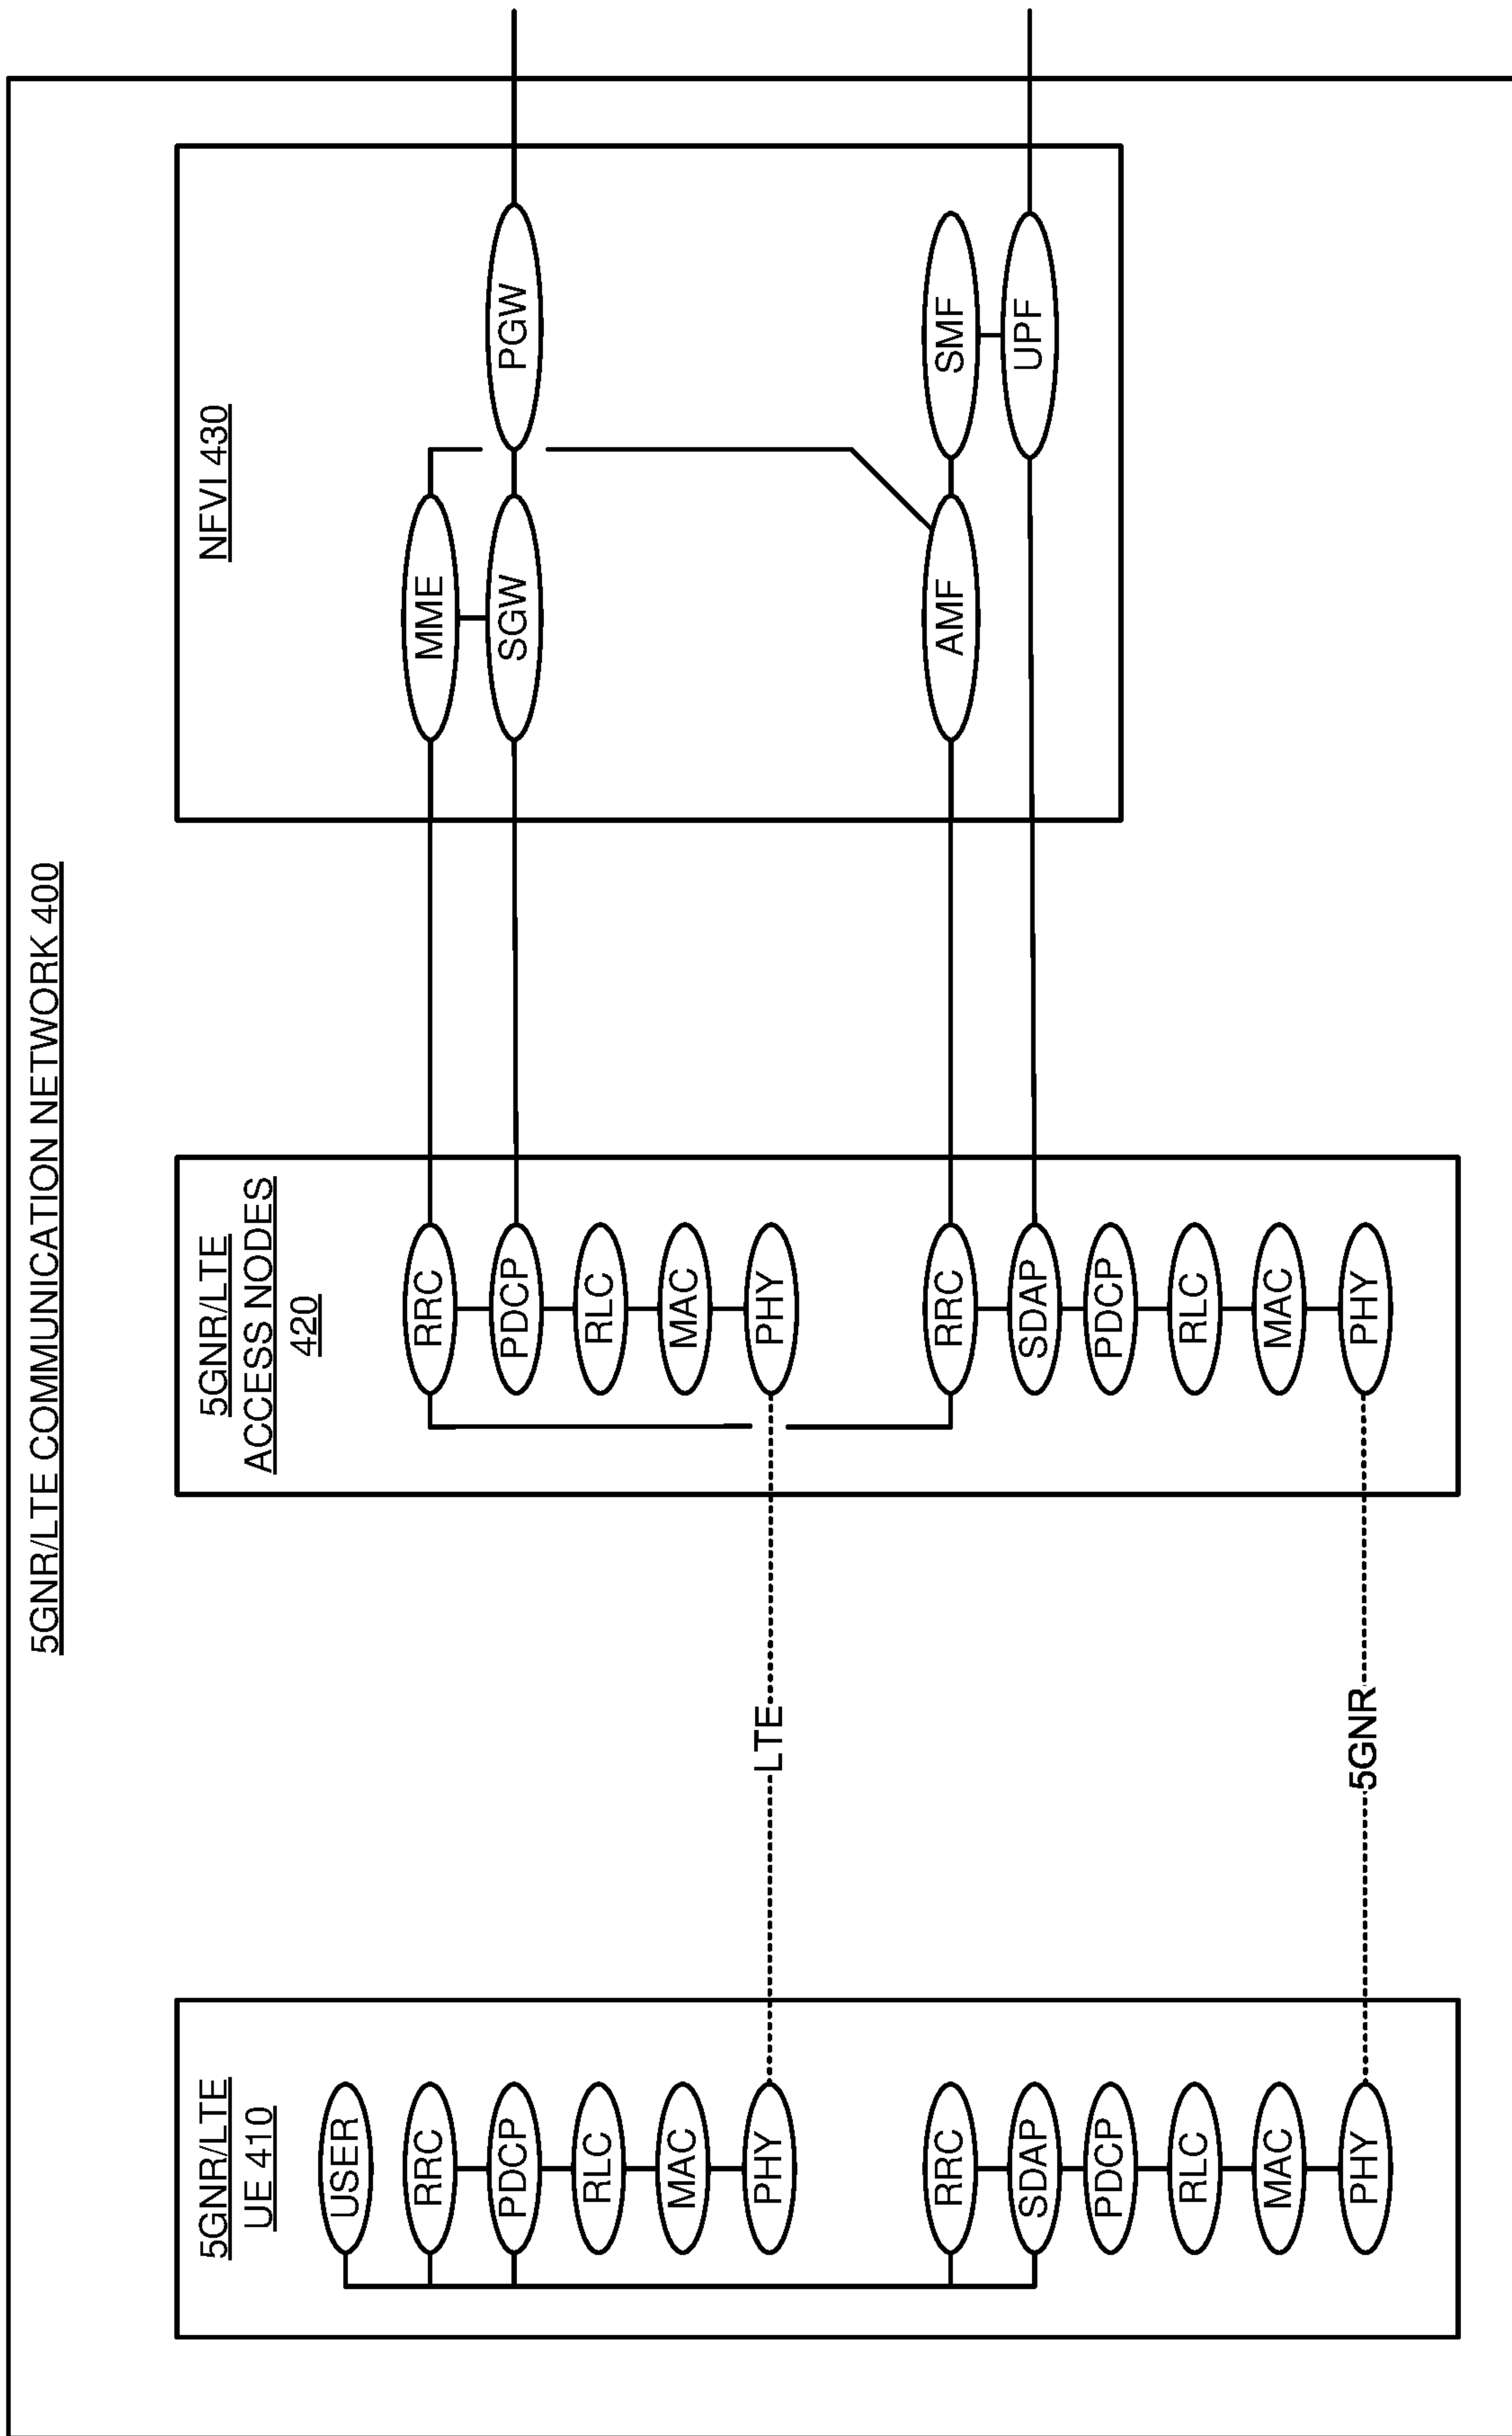 5GNR/LTE COMMUNICATION NETWORK 400
5GNR/LTE
UE 410
USER
RRC
PDCP
RLC
MAC
PHY
RRC
SDAP
PDCP
RLC
MAC
PHY
LTE
5GNR
5GNR/LTE
ACCESS NODES
420
RRC
PDCP
RLC
MAC
PHY
RRC
SDAP
PDCP
RLC
MAC
PHY
NFVI 430
MME
SGW
PGW
AMF
SMF
UPF